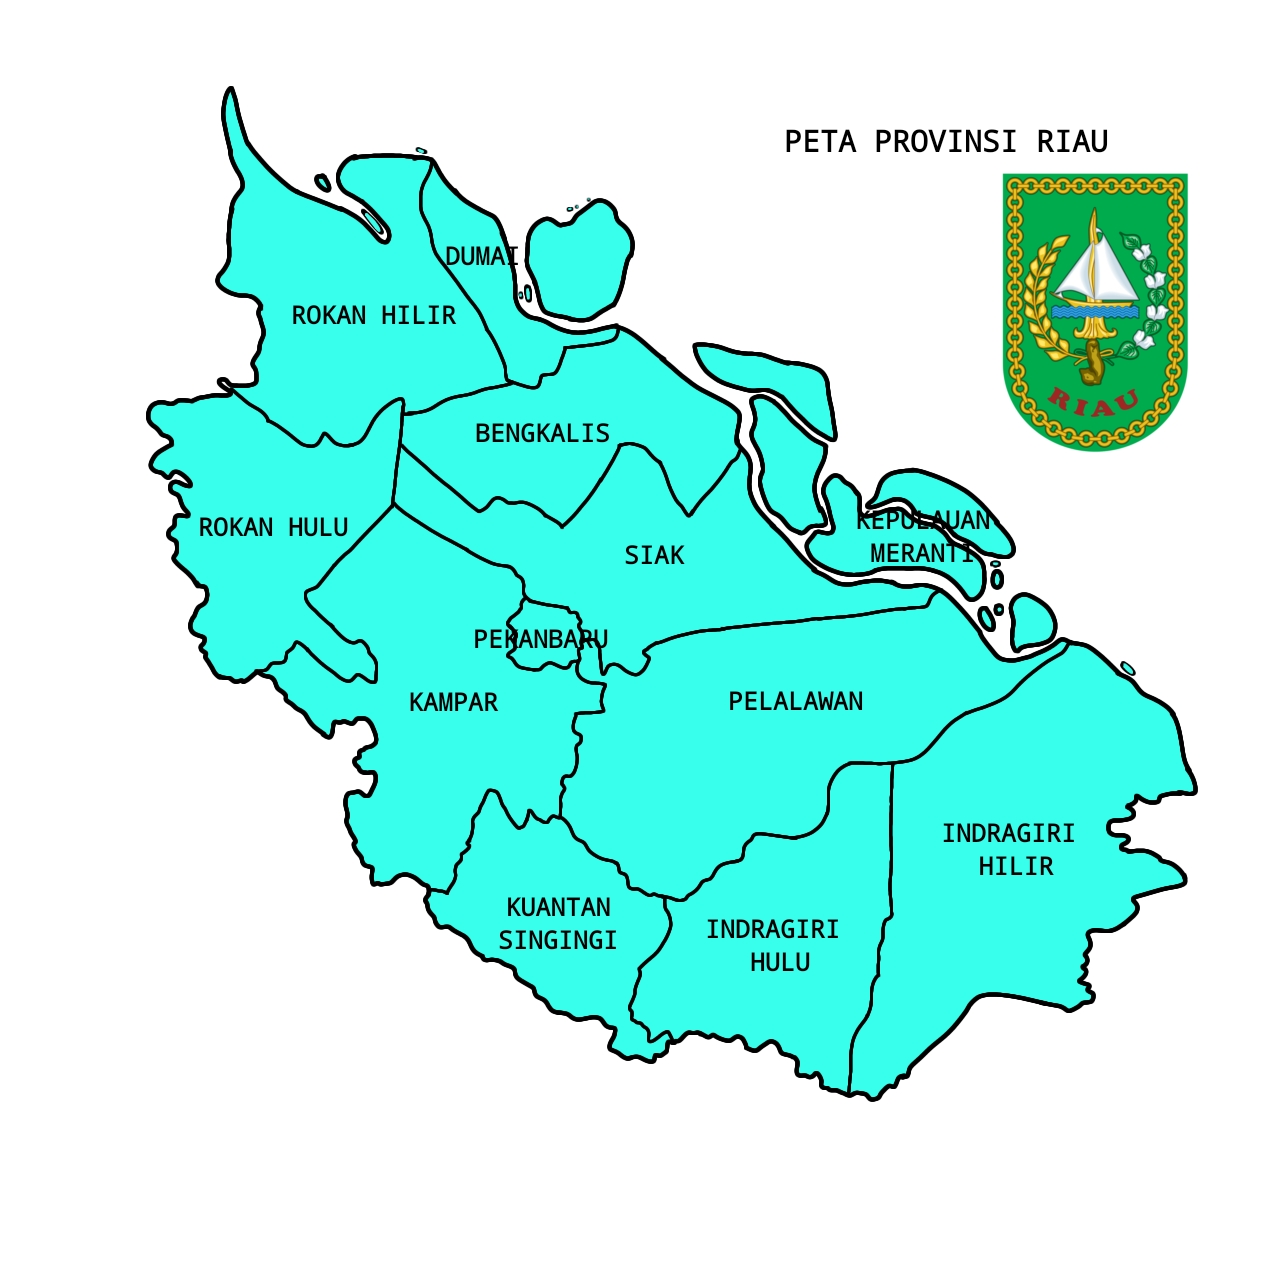 PETA PROVINSI RIAU
RIAU
DUMAI
ROKAN HILIR
BENGKALIS
ROKAN HULU
KEPULAUAN
MERANTI
SIAK
PEKANBARU
KAMPAR
PELALAWAN
INDRAGIRI
HILIR
KUANTAN
SINGINGI
INDRAGIRI
HULU